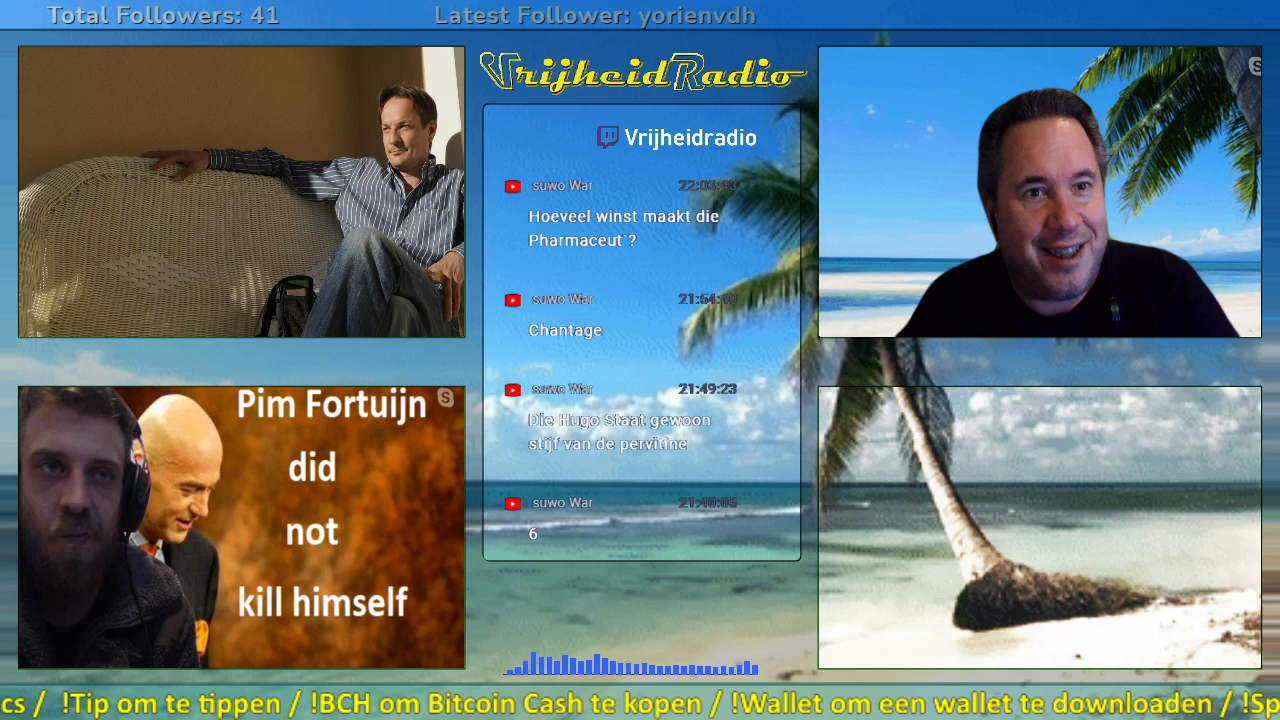 Total Followers: 41
Latest Follower: yorienvdh
VrijheidRadio
Vrijheidradio
suwo War
Hoeveel winst maakt die
Pharmaceut`?
suwo War
Chantage
suwo War 21:49:23
Die Hugo Staat gewoon
stijf van de pervitine
suwo War 21:48:05
6
Pim Fortuijn
did
not
kill himself
S
S
cs / !Tip om te tippen / !BCH om Bitcoin Cash te kopen / !Wallet om een wallet te downloaden / !Sp